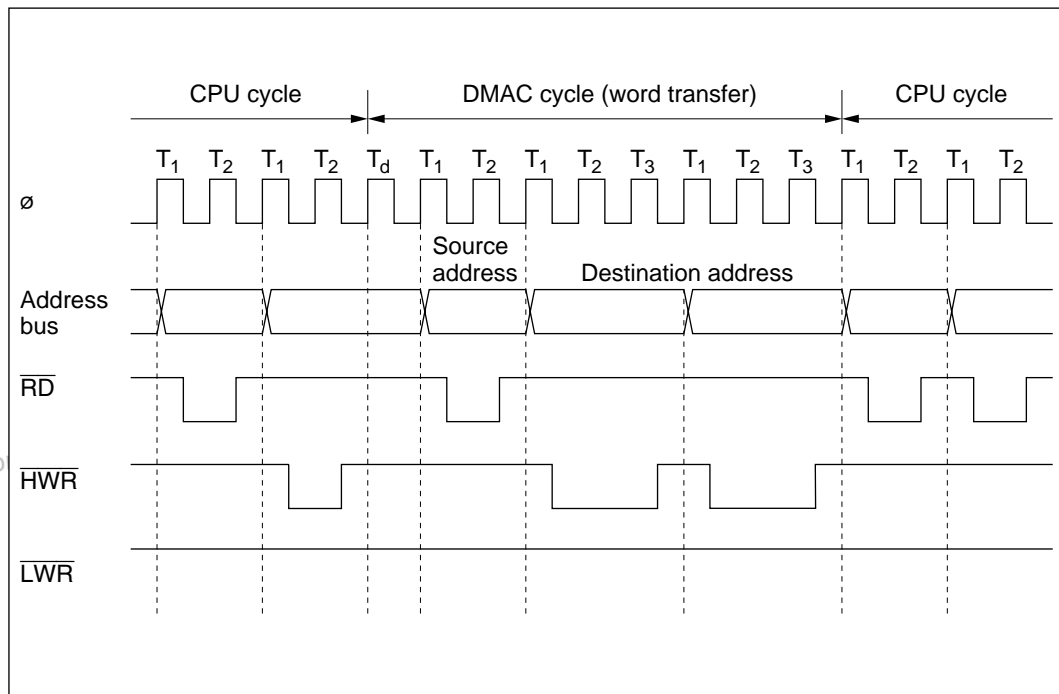 CPU cycle DMAC cycle (word transfer) CPU cycle
T1 T2 T1 T2 Td T1 T2 T1 T2 T3 T1 T2 T3 T1 T2 T1 T2
ø
Source
address
Destination address
Address
bus
RD
HWR
LWR